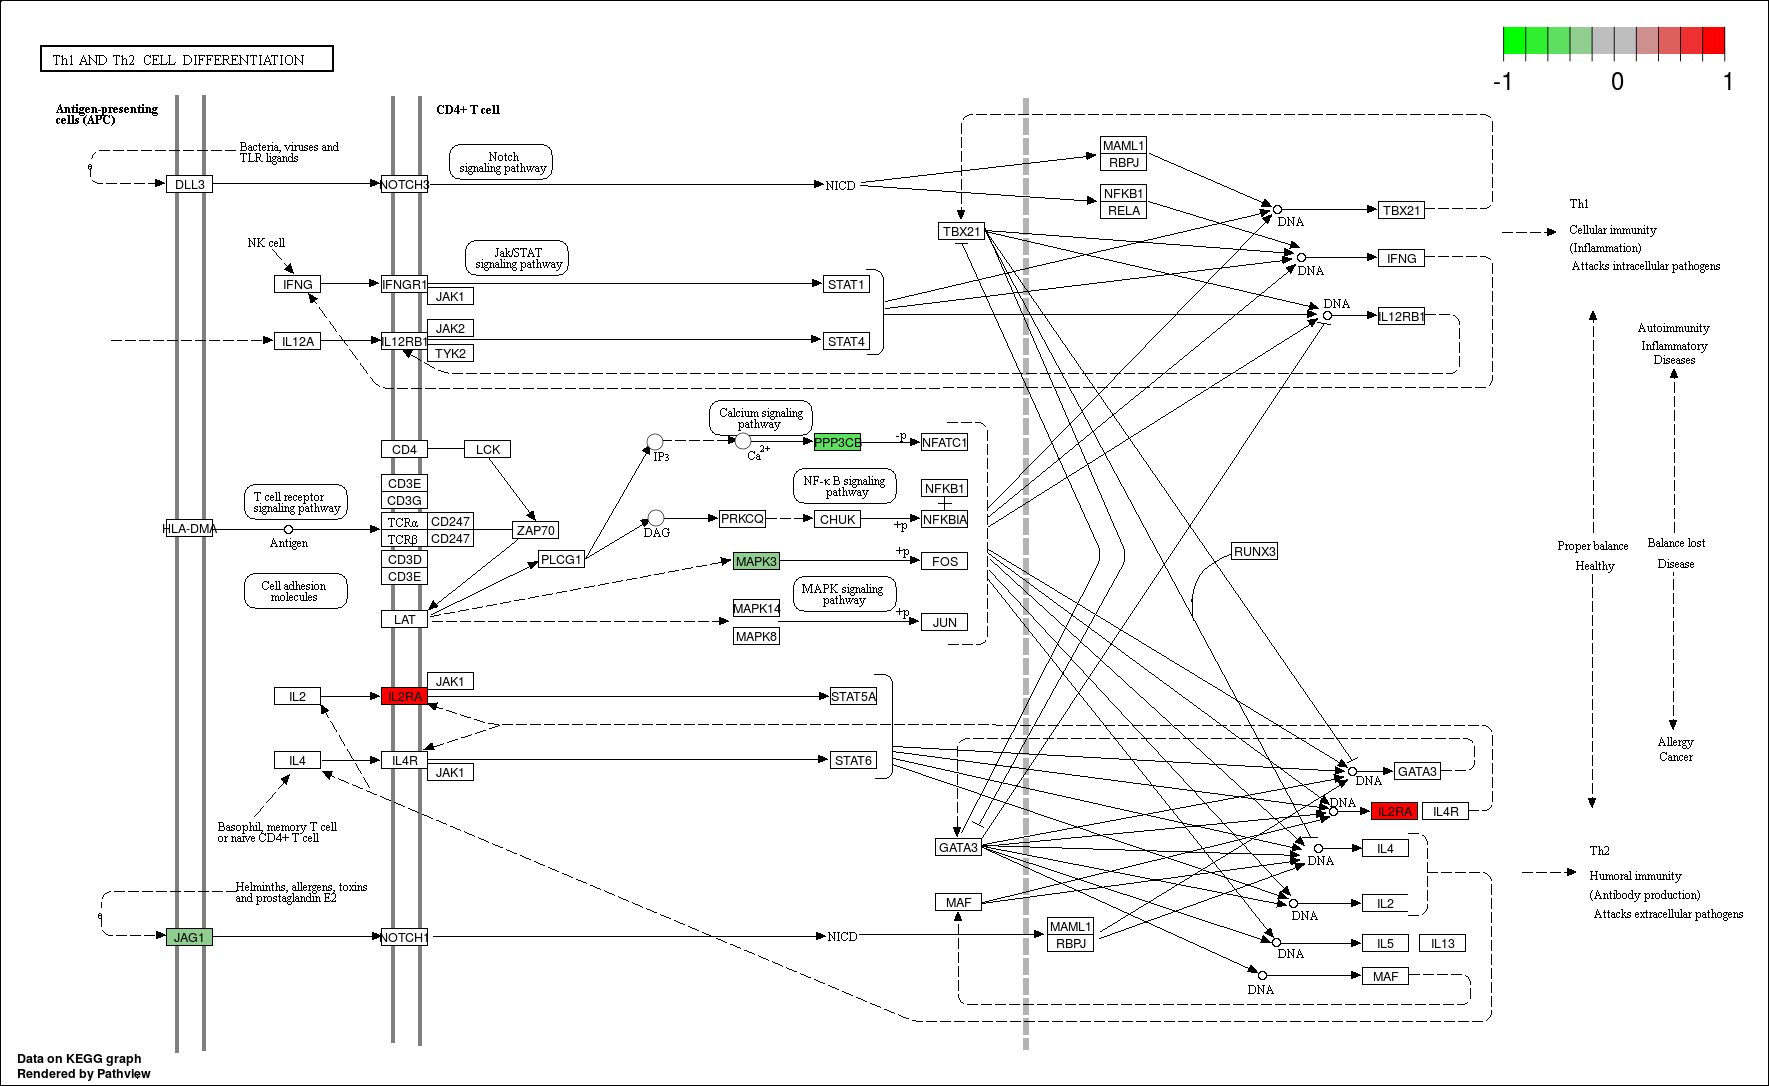 Th1 AND Th2 CELL DIFFERENTIATION
-1
0
1
Antigen-presenting
cells (APC)
CD4+ T cell
Bacteria, viruses and
TLR ligands
DLL3
NOTCH3
Notch
signaling pathway
NICD
MAML1
RBPJ
NFKB1
RELA
DNA
TBX21
TBX21
DNA
IFNG
DNA
IL12RB1
Th1
Cellular immunity
(Inflammation)
Attacks intracellular pathogens
NK cell
IFNG
IFNGR1
JAK1
Jak/STAT
signaling pathway
STAT1
IL12A
IL12RB1
JAK2
TYK2
STAT4
Autoimmunity
Inflammatory
Diseases
CD4
LCK
CD3E
CD3G
TCRα
CD247
TCRβ
CD247
CD3D
CD3E
LAT
ZAP70
PLCG1
HLA-DMA
Antigen
T cell receptor
signaling pathway
Cell adhesion
molecules
IP3
Ca2+
Calcium signaling
pathway
PPP3CB
-p
NFATC1
NF-κB signaling
pathway
NFKB1
DAG
PRKCQ
CHUK
+p
NFKBIA
MAPK3
+p
FOS
MAPK signaling
pathway
MAPK14
MAPK8
+p
JUN
RUNX3
Proper balance
Healthy
Balance lost
Disease
IL2
IL2RA
JAK1
STAT5A
IL4
IL4R
JAK1
STAT6
Basophil, memory T cell
or naive CD4+ T cell
Allergy
Cancer
DNA
GATA3
DNA
IL2RA
IL4R
GATA3
DNA
IL4
MAF
DNA
IL2
MAML1
RBPJ
DNA
IL5
IL13
DNA
MAF
Th2
Humoral immunity
(Antibody production)
Attacks extracellular pathogens
Helminths, allergens, toxins
and prostaglandin E2
JAG1
NOTCH1
NICD
Data on KEGG graph
Rendered by Pathview